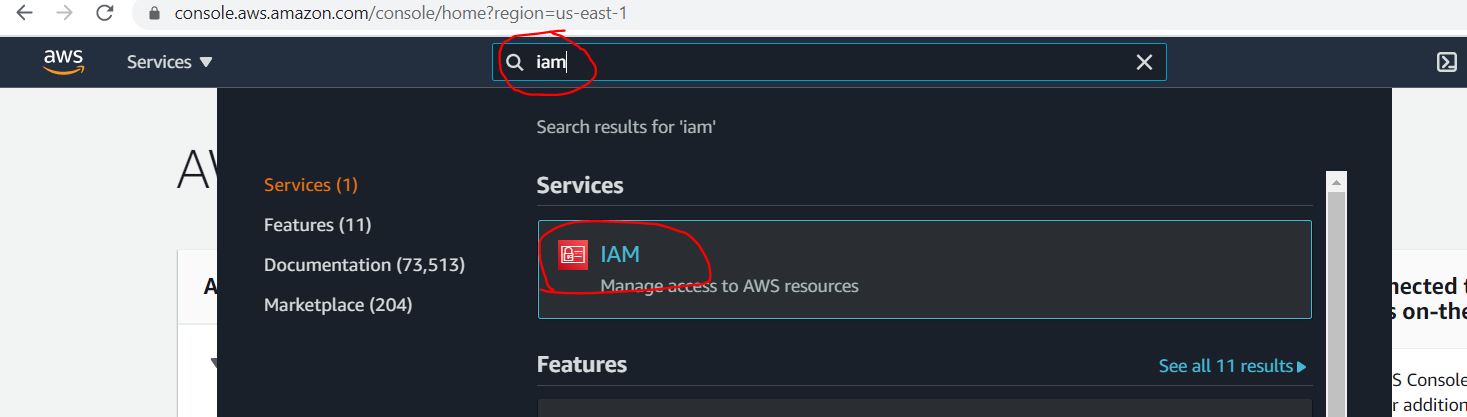 console.aws.amazon.com/console/home?region=us-east-1
aws
Services
iam
Search results for 'iam'
Services (1)
Features (11)
Documentation (73,513)
Marketplace (204)
Services
IAM
Manage access to AWS resources
Features
See all 11 results
s on-the
S Console
r addition